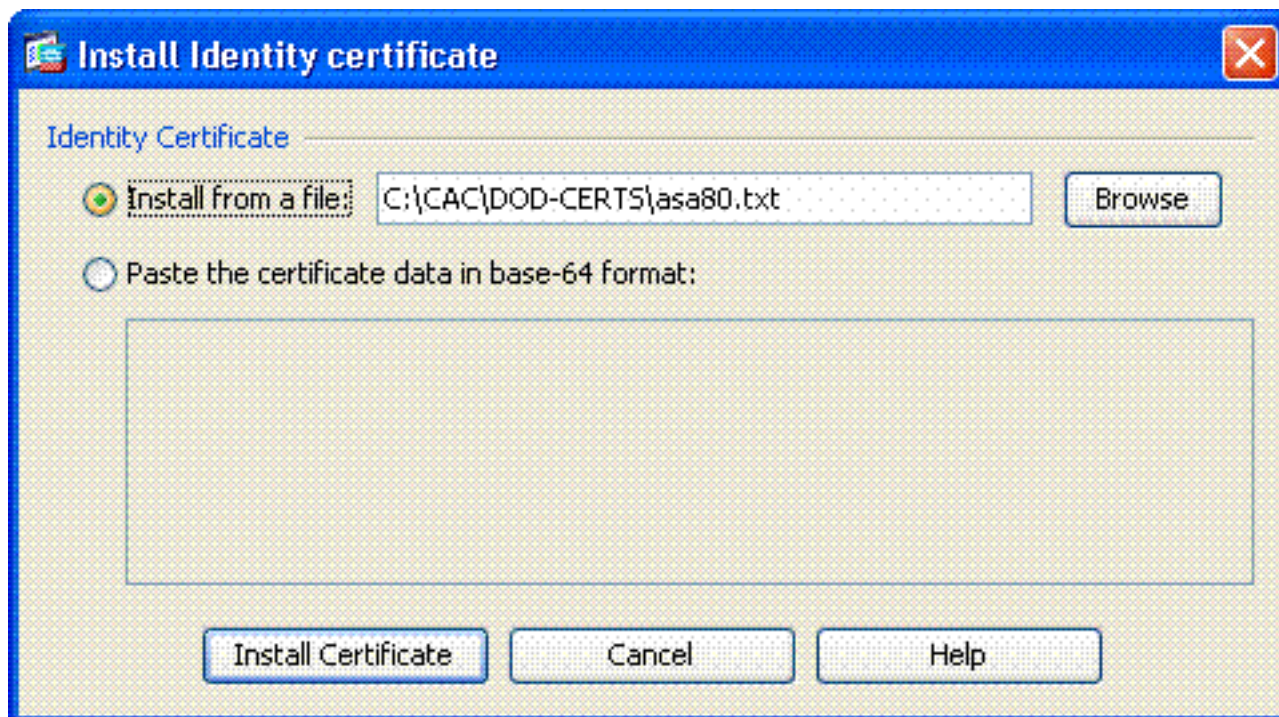 Install Identity certificate
Identity Certificate
Install from a file: C:\CAC\DOD-CERTS\asa80.txt Browse
Paste the certificate data in base-64 format:
Install Certificate Cancel Help